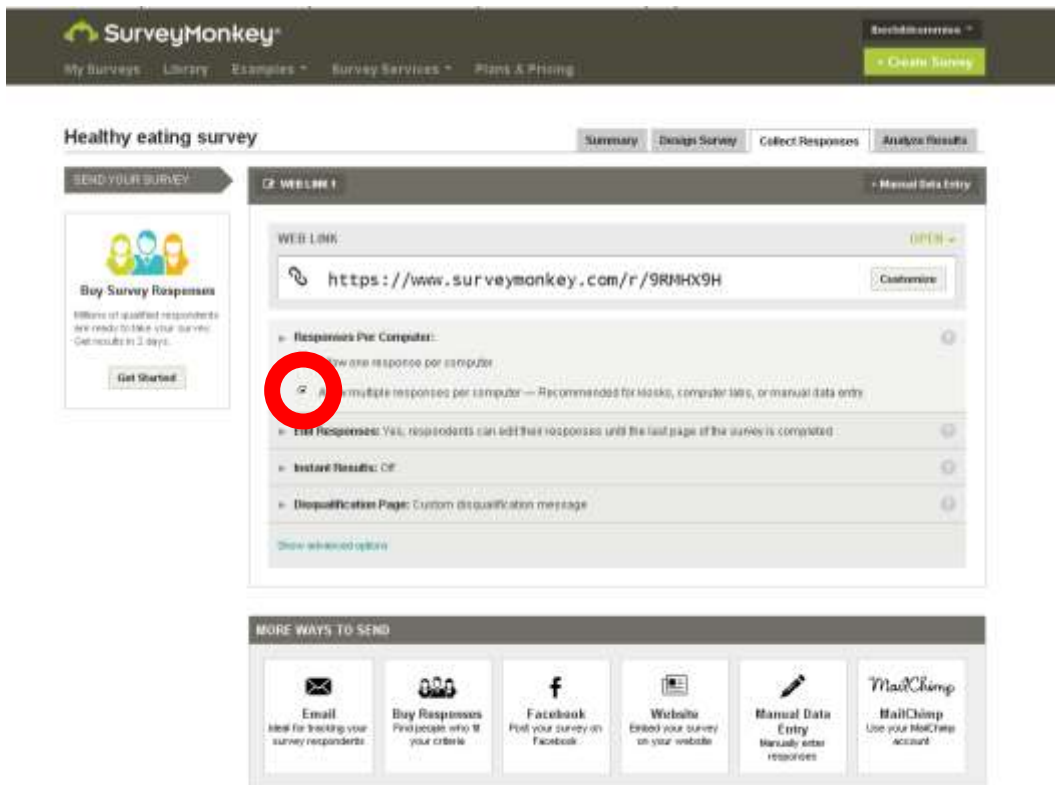 SurveyMonkey
My Surveys Library Examples Survey Services Plans & Pricing
+ Create Survey
Healthy eating survey
Summary Design Survey Collect Responses Analyze Results
SEND YOUR SURVEY
WEB LINK 1
+ Manual Data Entry
Buy Survey Responses
Millions of qualified respondents
are ready to take your survey.
Get results in 2 days.
Get Started
WEB LINK
OPEN
https://www.surveymonkey.com/r/9RMHX9H
Customize
Responses Per Computer:
one response per computer
multiple responses per computer — Recommended for kiosks, computer labs, or manual data entry
Edit Responses: Yes, respondents can edit their responses until the last page of the survey is completed
Instant Results: Off
Disqualification Page: Custom disqualification message
Show advanced options
MORE WAYS TO SEND
Email
Ideal for tracking your
survey respondents
Buy Responses
Find people who fit
your criteria
Facebook
Post your survey on
Facebook
Website
Embed your survey
on your website
Manual Data
Entry
Manually enter
responses
MailChimp
MailChimp
Use your MailChimp
account